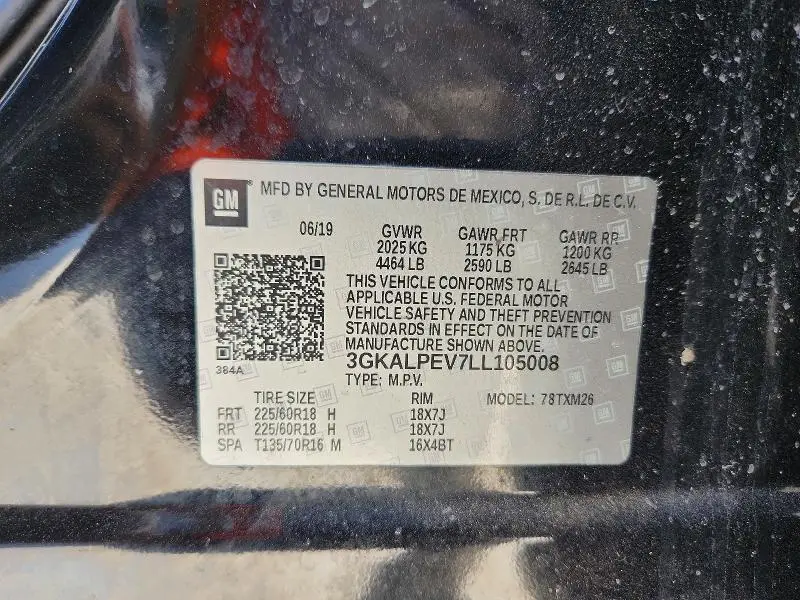 GM ® MFD BY GENERAL MOTORS DE MEXICO, S. DE R.L. DE C.V.
06/19 GVWR GAWR FRT GAWR RR
2025 KG 1175 KG 1200 KG
4464 LB 2590 LB 2645 LB
THIS VEHICLE CONFORMS TO ALL
APPLICABLE U.S. FEDERAL MOTOR
VEHICLE SAFETY AND THEFT PREVENTION
STANDARDS IN EFFECT ON THE DATE OF
MANUFACTURE SHOWN ABOVE.
384A 3GKALPEV7LL105008
TYPE: M.P.V.
TIRE SIZE RIM MODEL: 78TXM26
FRT 225/60R18 H 18X7J
RR 225/60R18 H 18X7J
SPA T135/70R16 M 16X4BT